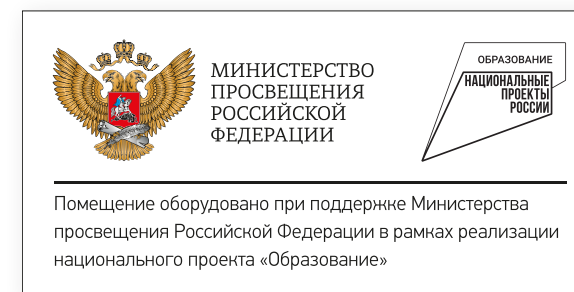 МИНИСТЕРСТВО
ПРОСВЕЩЕНИЯ
РОССИЙСКОЙ
ФЕДЕРАЦИИ
ОБРАЗОВАНИЕ
НАЦИОНАЛЬНЫЕ
ПРОЕКТЫ
РОССИИ
Помещение оборудовано при поддержке Министерства
просвещения Российской Федерации в рамках реализации
национального проекта «Образование»